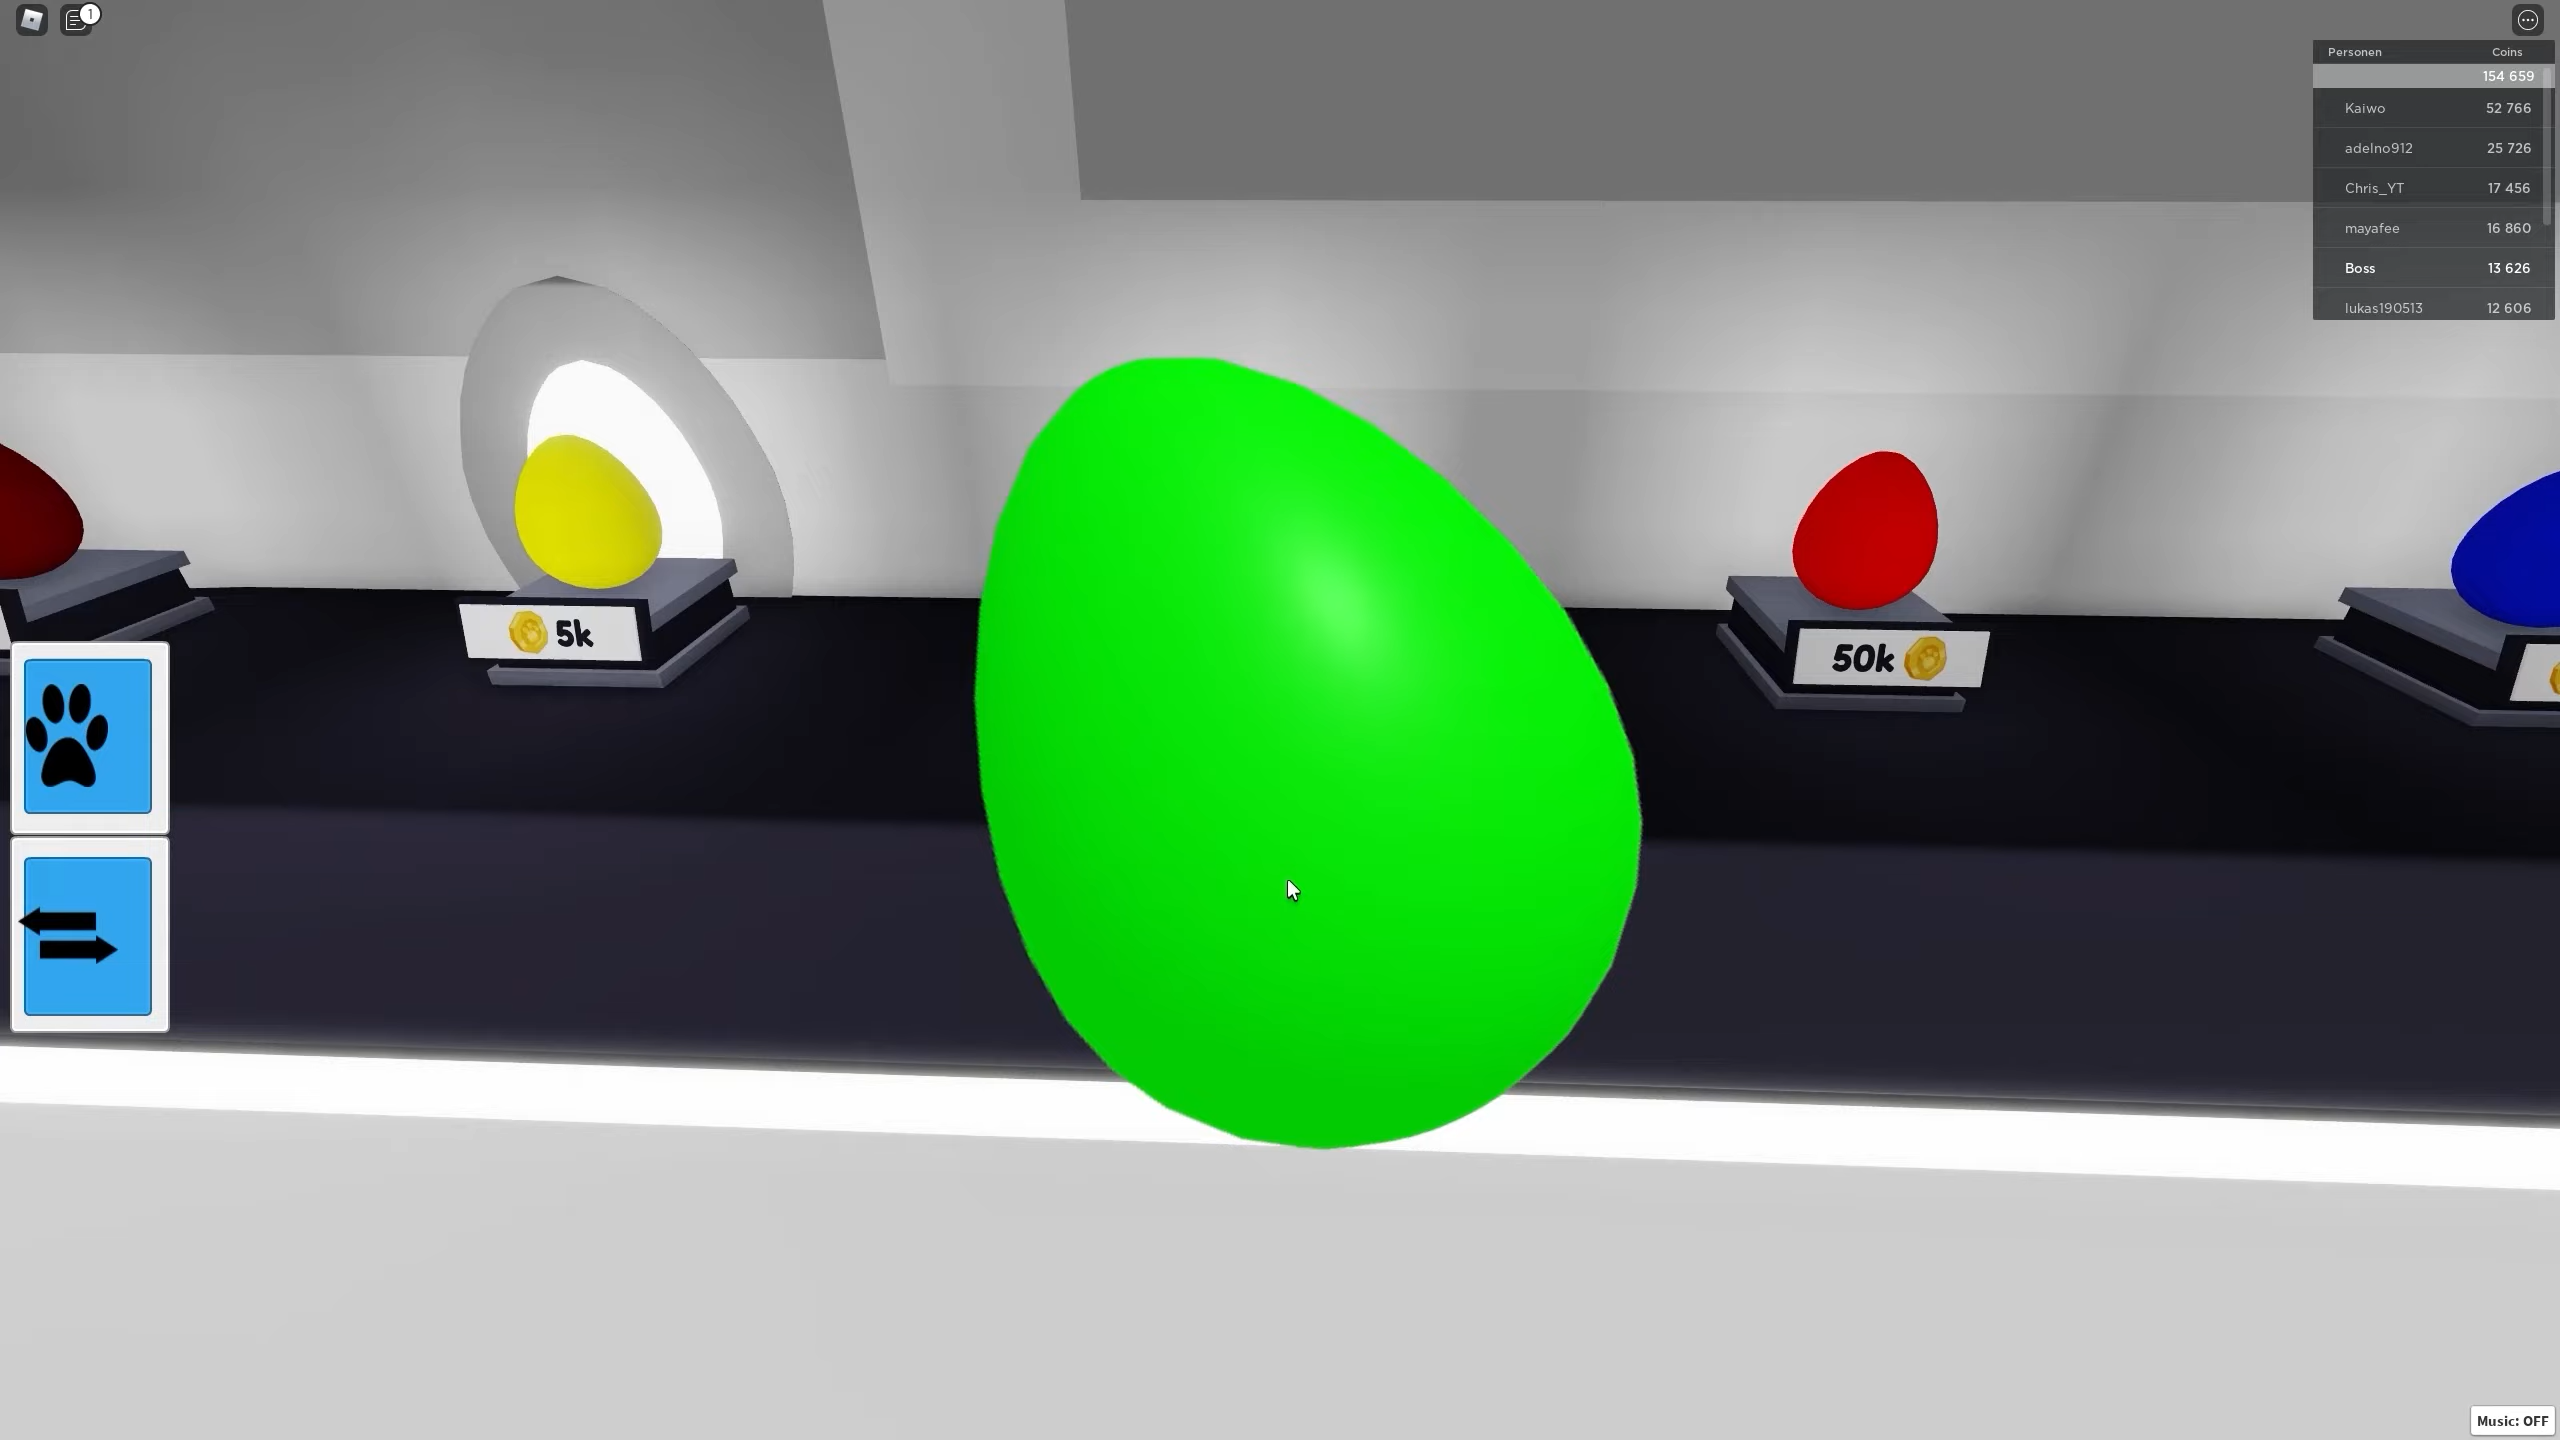 1
Personen Coins
154 659
Kaiwo 52 766
adelno912 25 726
Chris_YT 17 456
mayafee 16 860
Boss 13 626
lukas190513 12 606
5k
50k
Music: OFF